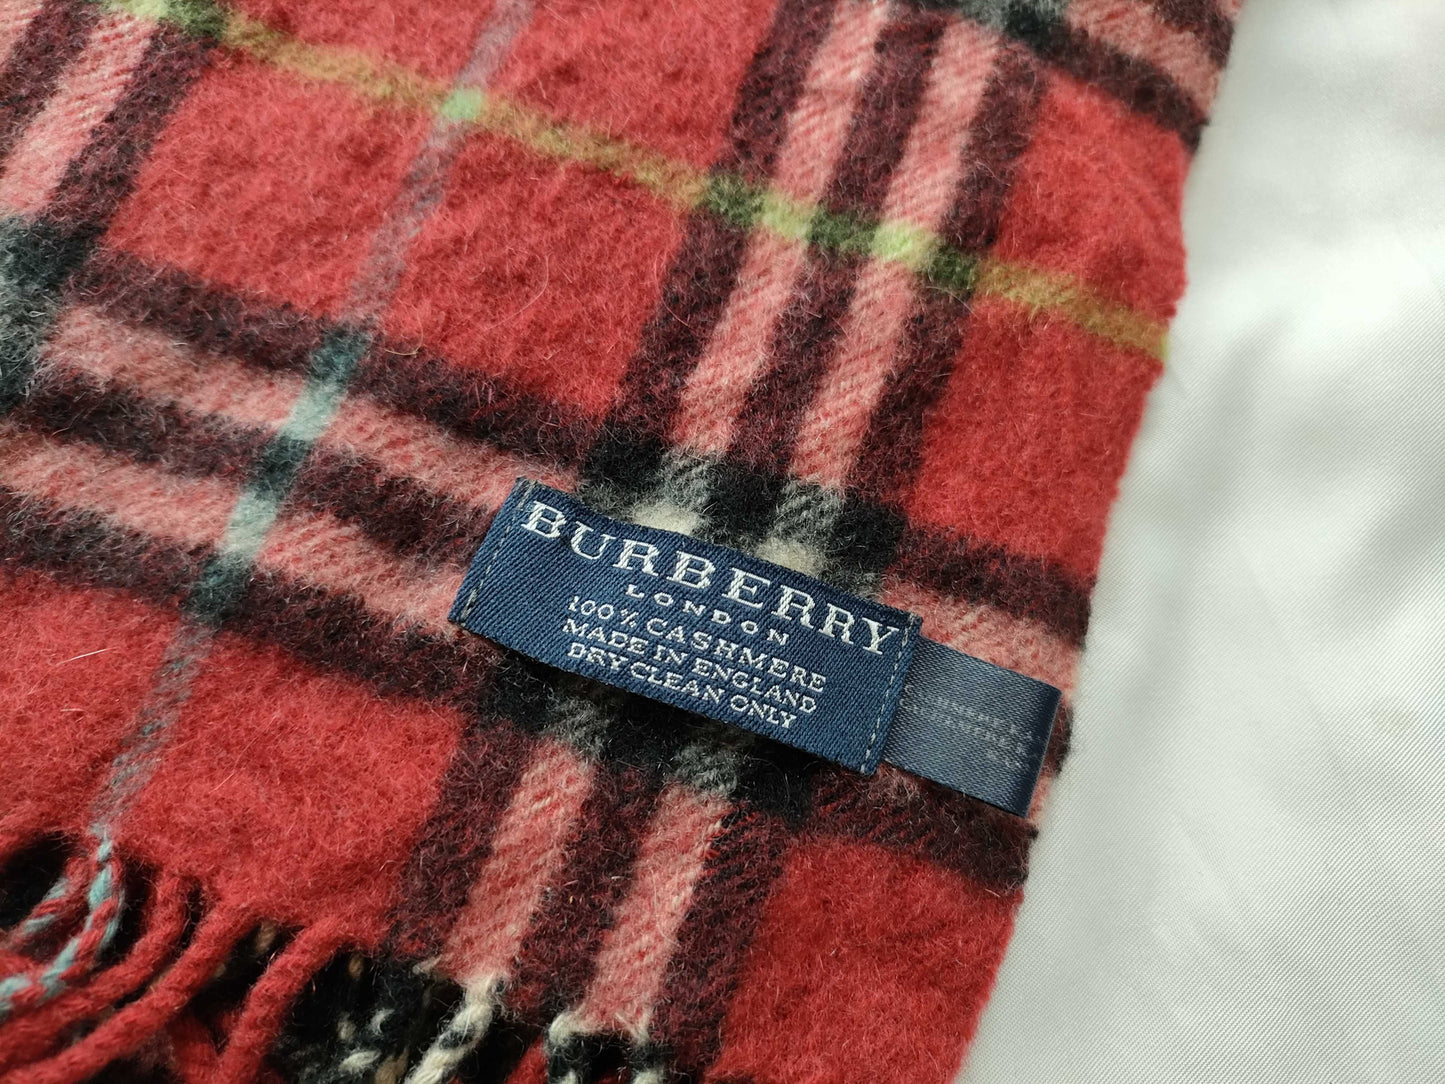 BURBERRY
LONDON
100% CASHMERE
MADE IN ENGLAND
DRY CLEAN ONLY